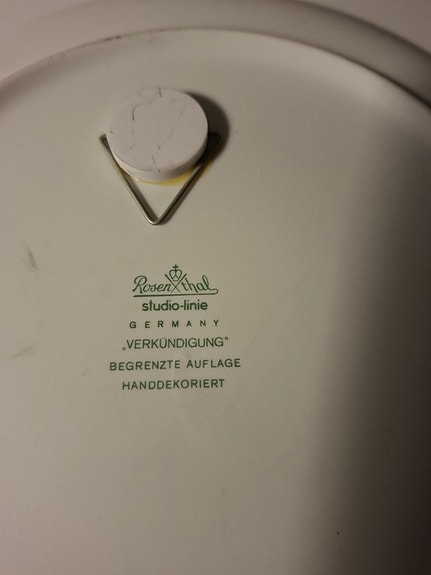 Rosenthal
studio-linie
GERMANY
„VERKÜNDIGUNG"
BEGRENZTE AUFLAGE
HANDDEKORIERT